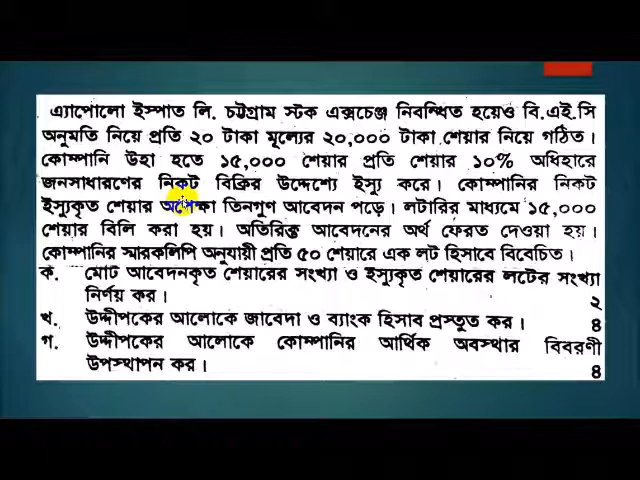 এ্যাপোলো ইস্পাত লি. চট্টগ্রাম স্টক এক্সচেঞ্জ নিবন্ধিত হয়েও বি.এই.সি
অনুমতি নিয়ে প্রতি ২০ টাকা মূল্যের ২০,০০০ টাকা শেয়ার নিয়ে গঠিত।
কোম্পানি উহা হতে ১৫,০০০ শেয়ার প্রতি শেয়ার ১০% অধিহারে
জনসাধারণের নিকট বিক্রির উদ্দেশ্যে ইস্যু করে। কোম্পানির নিকট
ইস্যুকৃত শেয়ার অপেক্ষা তিনগুণ আবেদন পড়ে। লটারির মাধ্যমে ১৫,০০০
শেয়ার বিলি করা হয়। অতিরিক্ত আবেদনের অর্থ ফেরত দেওয়া হয়।
কোম্পানির স্মারকলিপি অনুযায়ী প্রতি ৫০ শেয়ারে এক লট হিসাবে বিবেচিত।
ক. মোট আবেদনকৃত শেয়ারের সংখ্যা ও ইস্যুকৃত শেয়ারের লটের সংখ্যা
নির্ণয় কর। ২
খ. উদ্দীপকের আলোকে জাবেদা ও ব্যাংক হিসাব প্রস্তুত কর। ৪
গ. উদ্দীপকের আলোকে কোম্পানির আর্থিক অবস্থার বিবরণী
উপস্থাপন কর। ৪